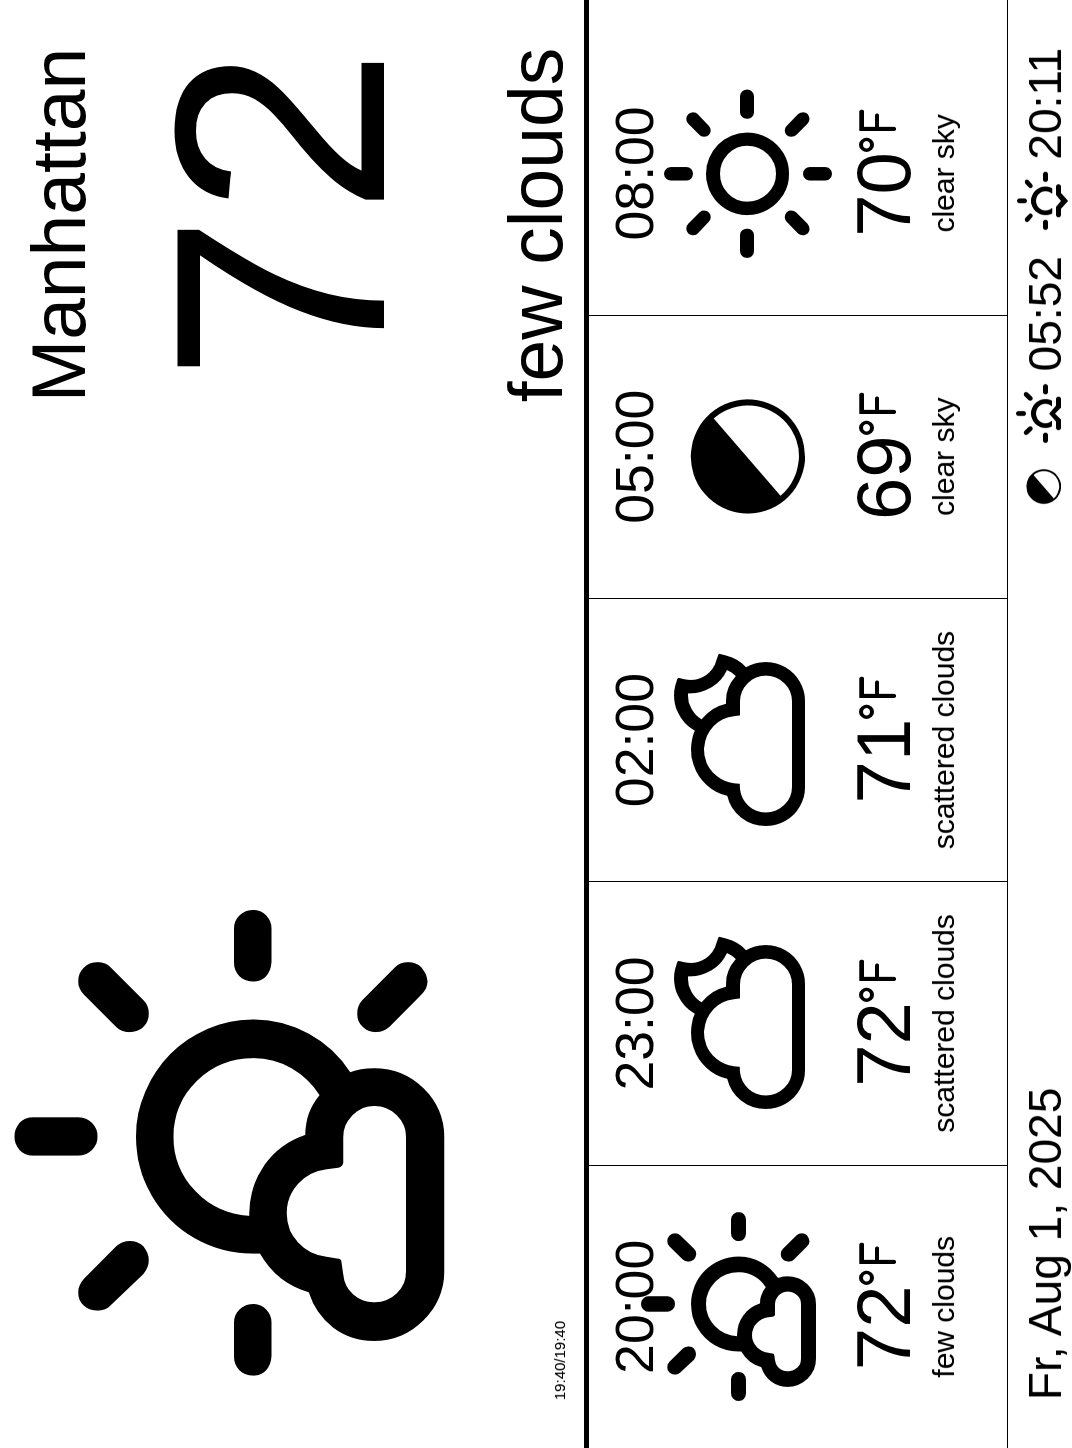 Manhattan
72
few clouds
19:40/19:40
20:00 23:00 02:00 05:00 08:00
72°F 72°F 71°F 69°F 70°F
few clouds scattered clouds scattered clouds clear sky clear sky
Fr, Aug 1, 2025 05:52 20:11